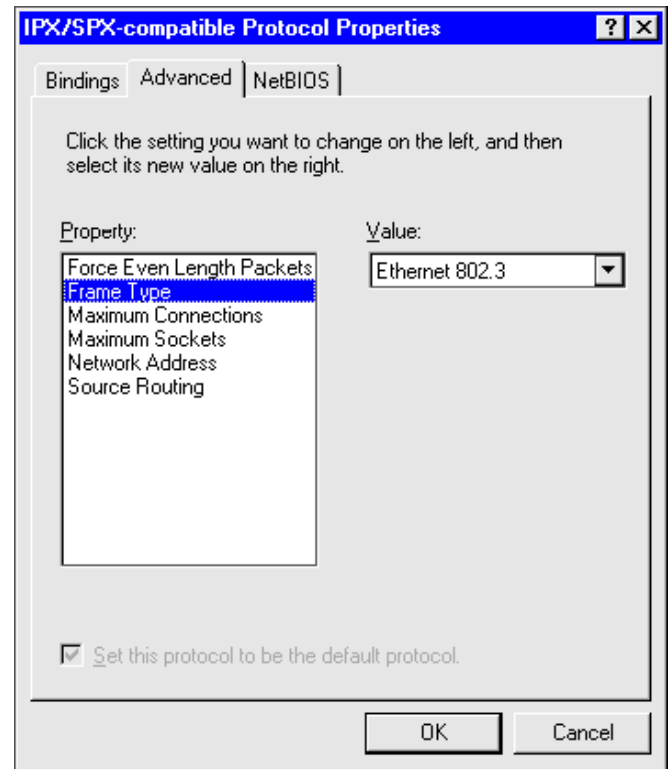 IPX/SPX-compatible Protocol Properties
Bindings
Advanced
NetBIOS
Click the setting you want to change on the left, and then
select its new value on the right.
Property:
Value:
Force Even Length Packets
Ethernet 802.3
Frame Type
Maximum Connections
Maximum Sockets
Network Address
Source Routing
Set this protocol to be the default protocol.
OK
Cancel